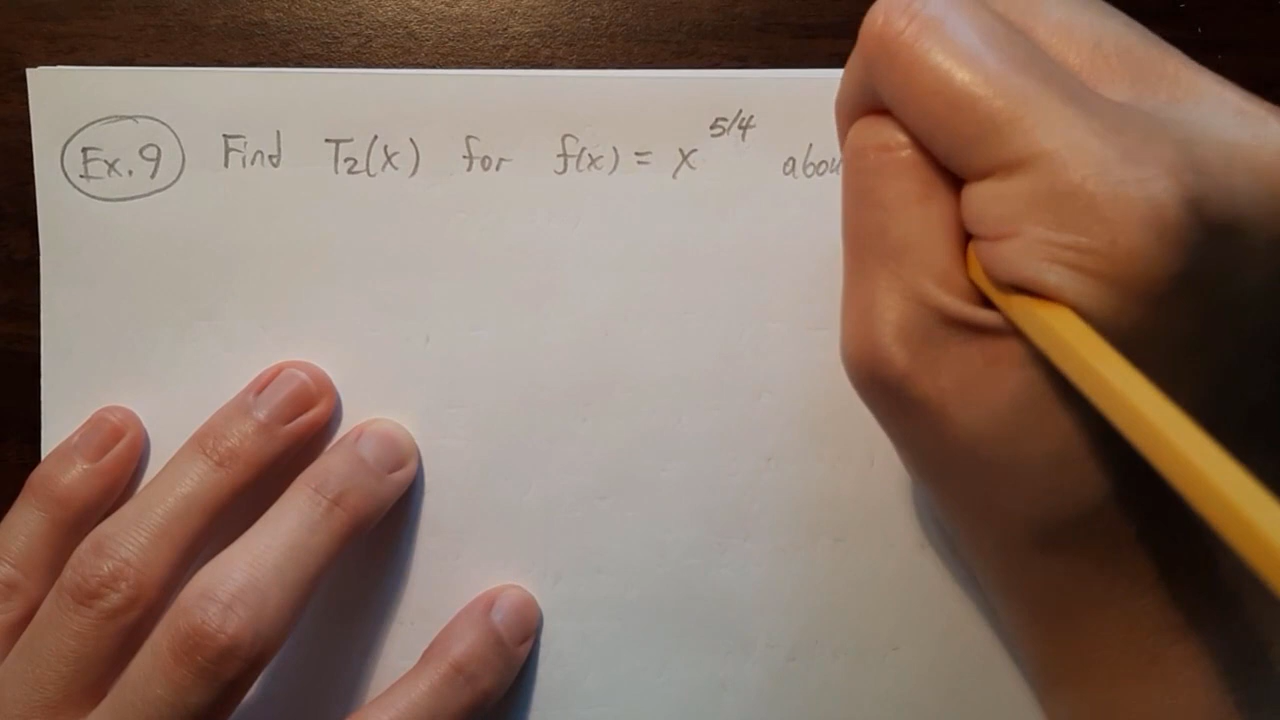 Ex. 9 Find T₂(x) for f(x) = x^5/4 abou